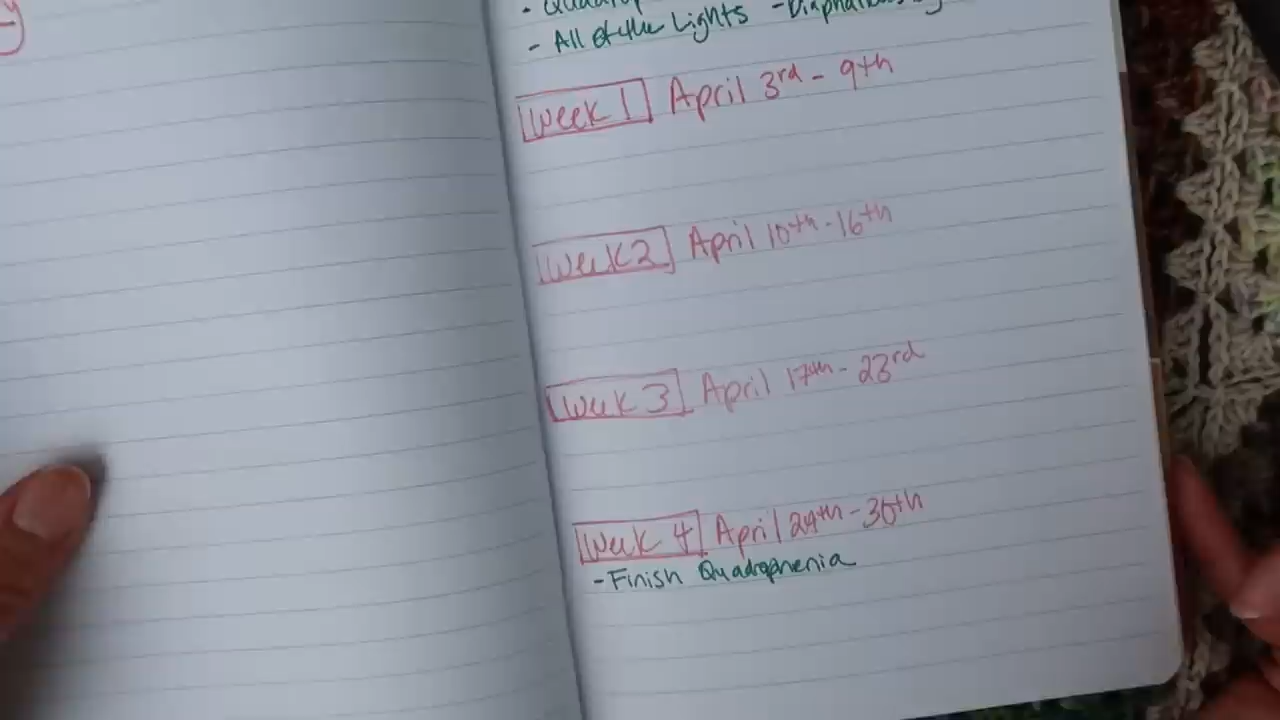 - All of the Lights -
Week 1 April 3rd - 9th
Week 2 April 10th - 16th
Week 3 April 17th - 23rd
Week 4 April 24th - 30th
- Finish Quadrophenia